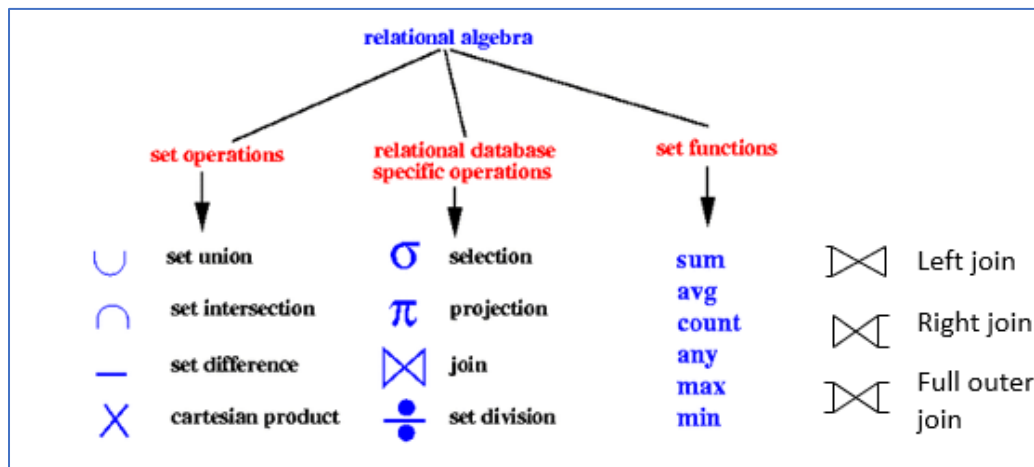 relational algebra
set operations
relational database
specific operations
set functions
∪ set union
∩ set intersection
− set difference
× cartesian product
σ selection
π projection
⋈ join
÷ set division
sum
avg
count
any
max
min
⟕ Left join
⟖ Right join
⟗ Full outer
join